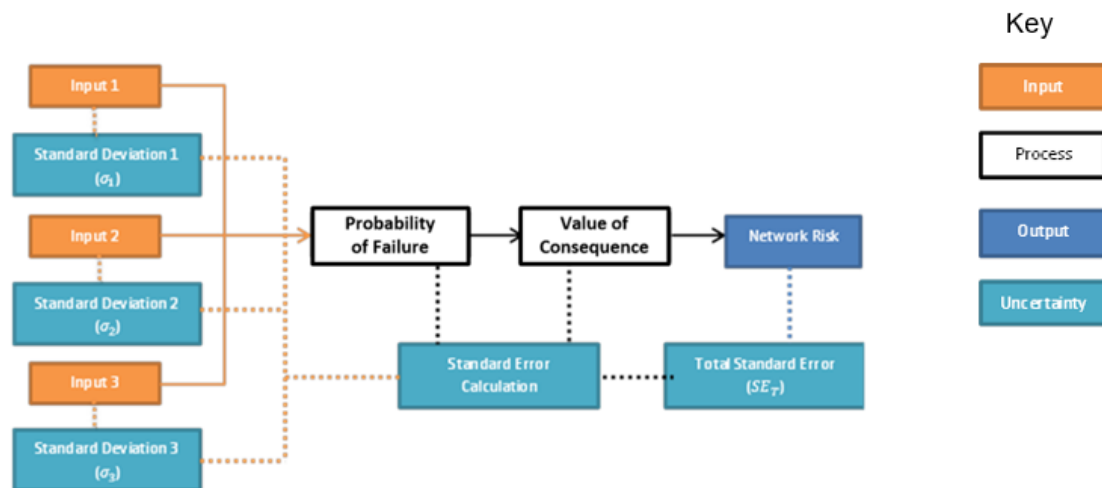 Key
Input 1
Input
Standard Deviation 1
(σ₁)
Process
Input 2
Probability
of Failure
Value of
Consequence
Network Risk
Output
Standard Deviation 2
(σ₂)
Uncertainty
Input 3
Standard Error
Calculation
Total Standard Error
(SE_T)
Standard Deviation 3
(σ₃)